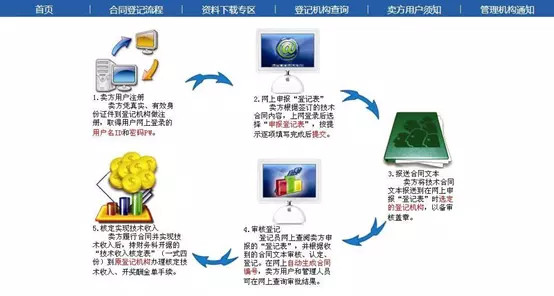 首页 合同登记流程 资料下载专区 登记机构查询 卖方用户须知 管理机构通知
1.卖方用户注册
卖方凭真实、有效身
份证件到登记机构做注
册，取得用户网上登录的
用户名ID和密码PW。
2.网上申报“登记表”
卖方根据签订的技术
合同内容，上网登录后选
择“申报登记表”，按提
示逐项填写完成后提交。
3.报送合同文本
卖方将技术合同
文本报送到在网上申
报“登记表”时选定
的登记机构，以备审
核盖章。
4.审核登记
登记员网上查阅卖方申
报的“登记表”，并根据收
到的合同文本审核、认定、
登记。在网上自动生成合同
编号，卖方用户和管理人员
可在网上查询审批结果。
5.核定实现技术收入
卖方履行合同并实现技
术收入后，持财务科开据的
“技术收入核定表”（一式四
份）到原登记机构办理核定技
术收入、开奖酬金单手续。